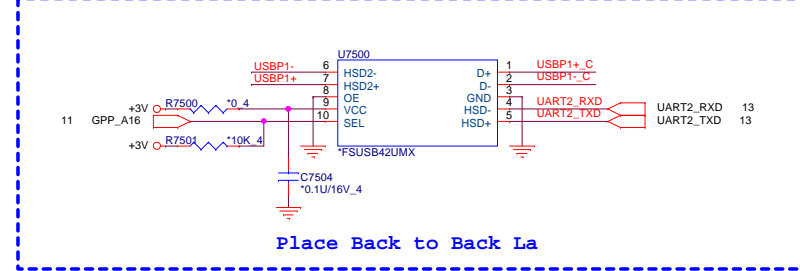 U7500
USBP1- 6 HSD2- D+ 1 USBP1+_C
USBP1+ 7 HSD2+ D- 2 USBP1-_C
8 OE GND 3
+3V R7500 *0_4 9 VCC HSD- 4 UART2_RXD UART2_RXD 13
11 GPP_A16 10 SEL HSD+ 5 UART2_TXD UART2_TXD 13
+3V R7501 *10K_4 *FSUSB42UMX
C7504
*0.1U/16V_4
Place Back to Back La